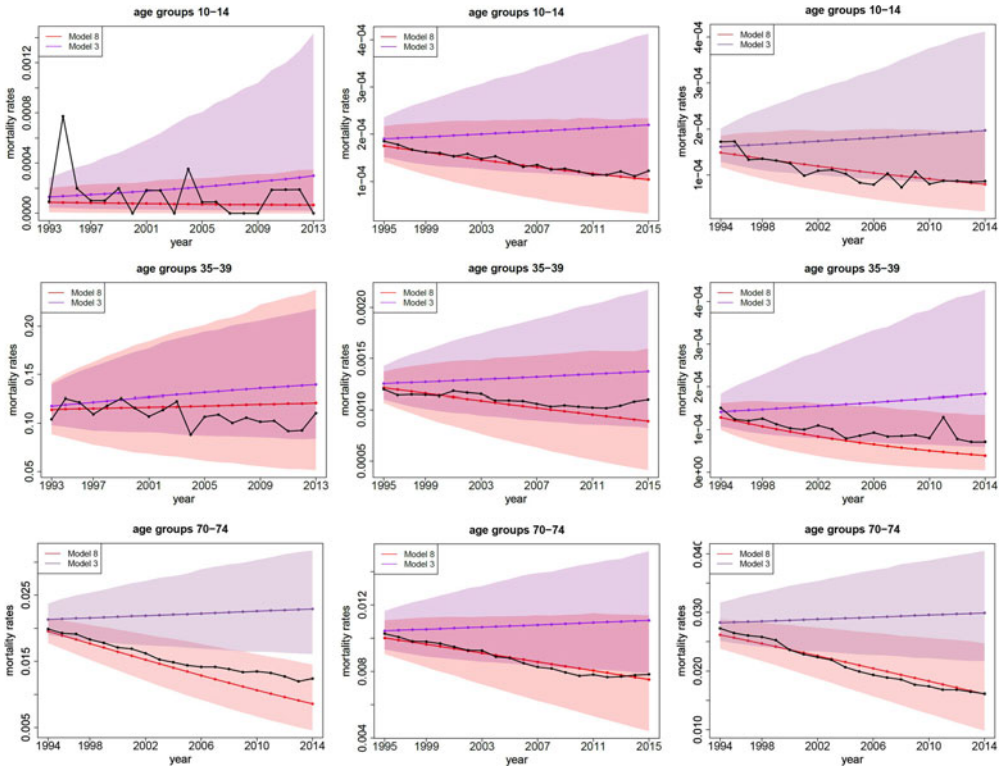 age groups 10−14
Model 8
Model 3
mortality rates
0.0000 0.0004 0.0008 0.0012
1993 1997 2001 2005 2009 2013
year
age groups 10−14
Model 8
Model 3
mortality rates
1e−04 2e−04 3e−04 4e−04
1995 1999 2003 2007 2011 2015
year
age groups 10−14
Model 8
Model 3
mortality rates
1e−04 2e−04 3e−04 4e−04
1994 1998 2002 2006 2010 2014
year
age groups 35−39
Model 8
Model 3
mortality rates
0.05 0.10 0.15 0.20
1993 1997 2001 2005 2009 2013
year
age groups 35−39
Model 8
Model 3
mortality rates
0.0005 0.0010 0.0015 0.0020
1995 1999 2003 2007 2011 2015
year
age groups 35−39
Model 8
Model 3
mortality rates
0e+00 1e−04 2e−04 3e−04 4e−04
1994 1998 2002 2006 2010 2014
year
age groups 70−74
Model 8
Model 3
mortality rates
0.005 0.015 0.025
1994 1998 2002 2006 2010 2014
year
age groups 70−74
Model 8
Model 3
mortality rates
0.004 0.008 0.012
1995 1999 2003 2007 2011 2015
year
age groups 70−74
Model 8
Model 3
mortality rates
0.010 0.020 0.030
1994 1998 2002 2006 2010 2014
year